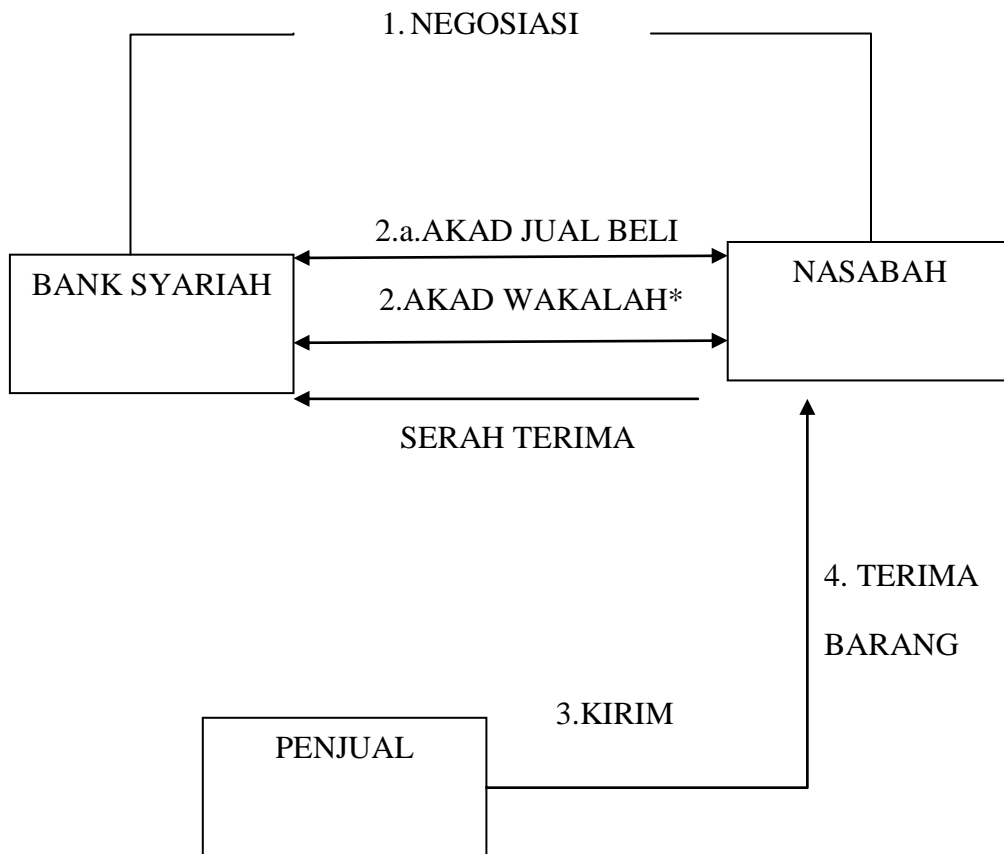 1. NEGOSIASI
2.a.AKAD JUAL BELI
BANK SYARIAH
NASABAH
2.AKAD WAKALAH*
SERAH TERIMA
4. TERIMA
BARANG
3.KIRIM
PENJUAL